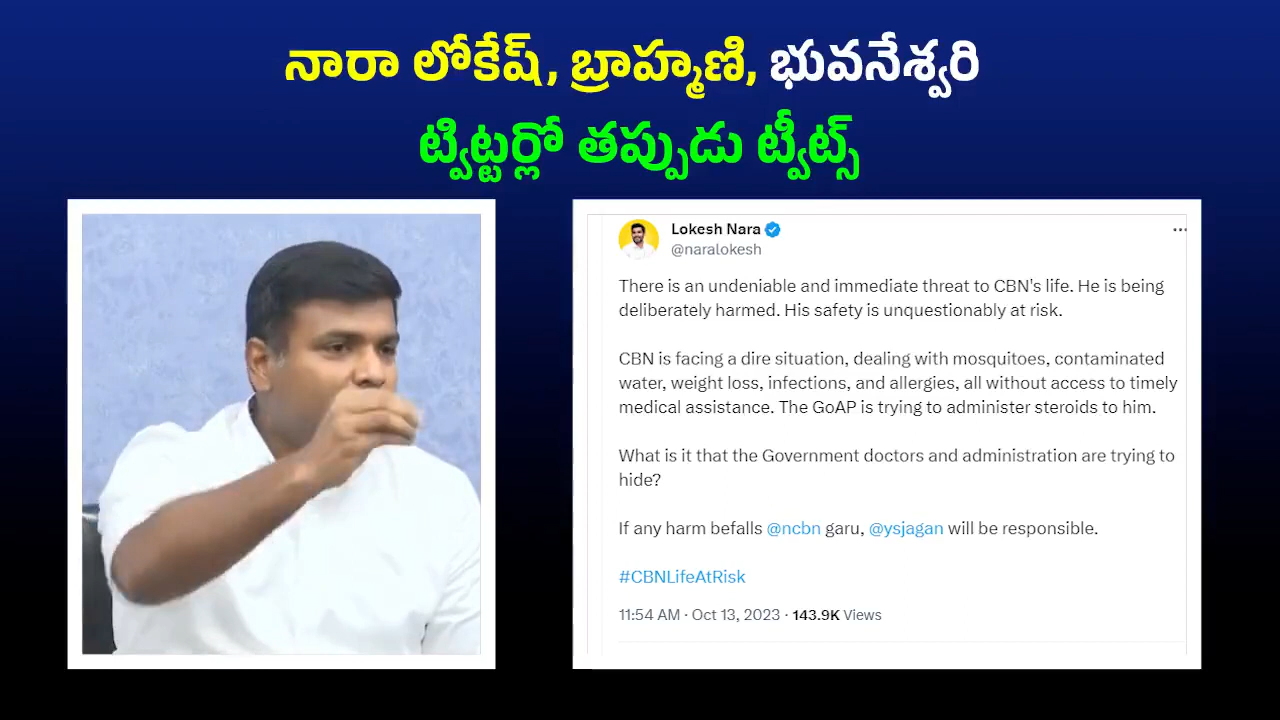 నారా లోకేష్, బ్రాహ్మణి, భువనేశ్వరి
ట్విట్టర్లో తప్పుడు ట్వీట్స్
Lokesh Nara
@naralokesh
There is an undeniable and immediate threat to CBN's life. He is being
deliberately harmed. His safety is unquestionably at risk.
CBN is facing a dire situation, dealing with mosquitoes, contaminated
water, weight loss, infections, and allergies, all without access to timely
medical assistance. The GoAP is trying to administer steroids to him.
What is it that the Government doctors and administration are trying to
hide?
If any harm befalls @ncbn garu, @ysjagan will be responsible.
#CBNLifeAtRisk
11:54 AM · Oct 13, 2023 · 143.9K Views